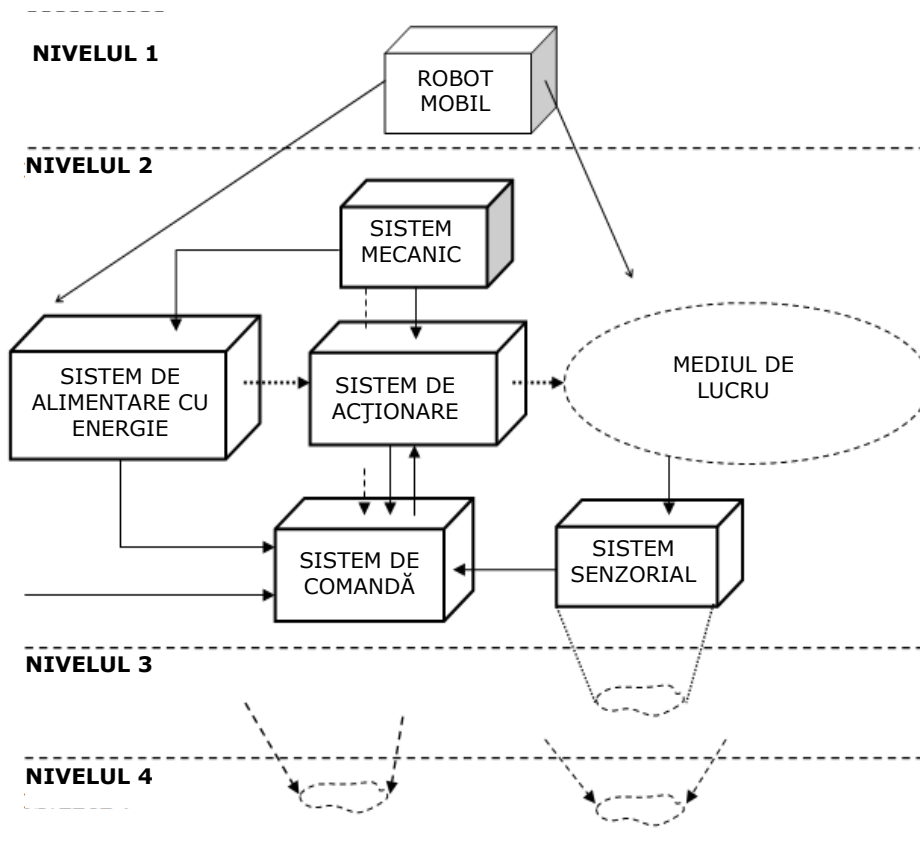 NIVELUL 1
ROBOT
MOBIL
NIVELUL 2
SISTEM
MECANIC
SISTEM DE
ALIMENTARE CU
ENERGIE
SISTEM DE
ACŢIONARE
MEDIUL DE
LUCRU
SISTEM DE
COMANDĂ
SISTEM
SENZORIAL
NIVELUL 3
NIVELUL 4